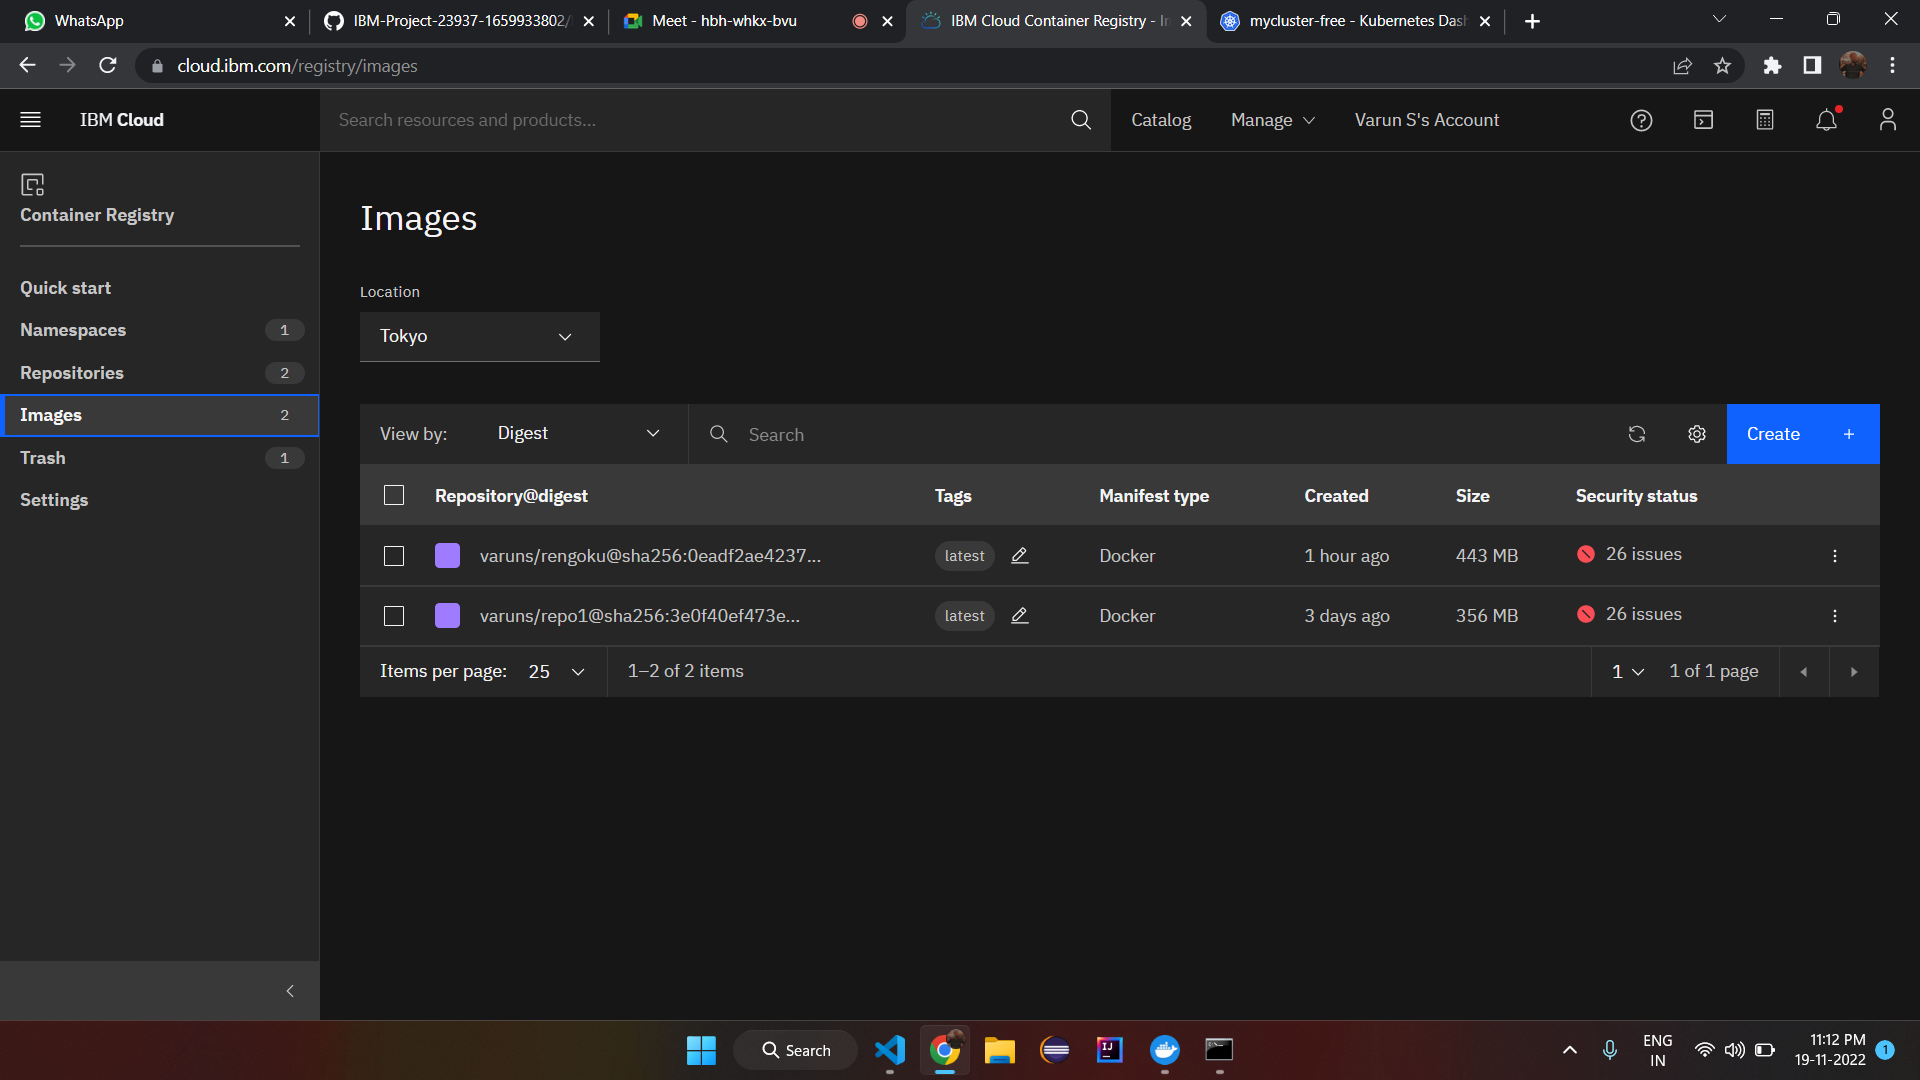 WhatsApp
IBM-Project-23937-1659933802/
Meet - hbh-whkx-bvu
IBM Cloud Container Registry - In
mycluster-free - Kubernetes Dash
cloud.ibm.com/registry/images
IBM Cloud
Search resources and products...
Catalog
Manage
Varun S's Account
Container Registry
Quick start
Namespaces 1
Repositories 2
Images 2
Trash 1
Settings
Images
Location
Tokyo
View by: Digest
Search
Create +
Repository@digest Tags Manifest type Created Size Security status
varuns/rengoku@sha256:0eadf2ae4237... latest Docker 1 hour ago 443 MB 26 issues
varuns/repo1@sha256:3e0f40ef473e... latest Docker 3 days ago 356 MB 26 issues
Items per page: 25 1–2 of 2 items 1 1 of 1 page
Search
IJ
ENG
IN
11:12 PM
19-11-2022
1